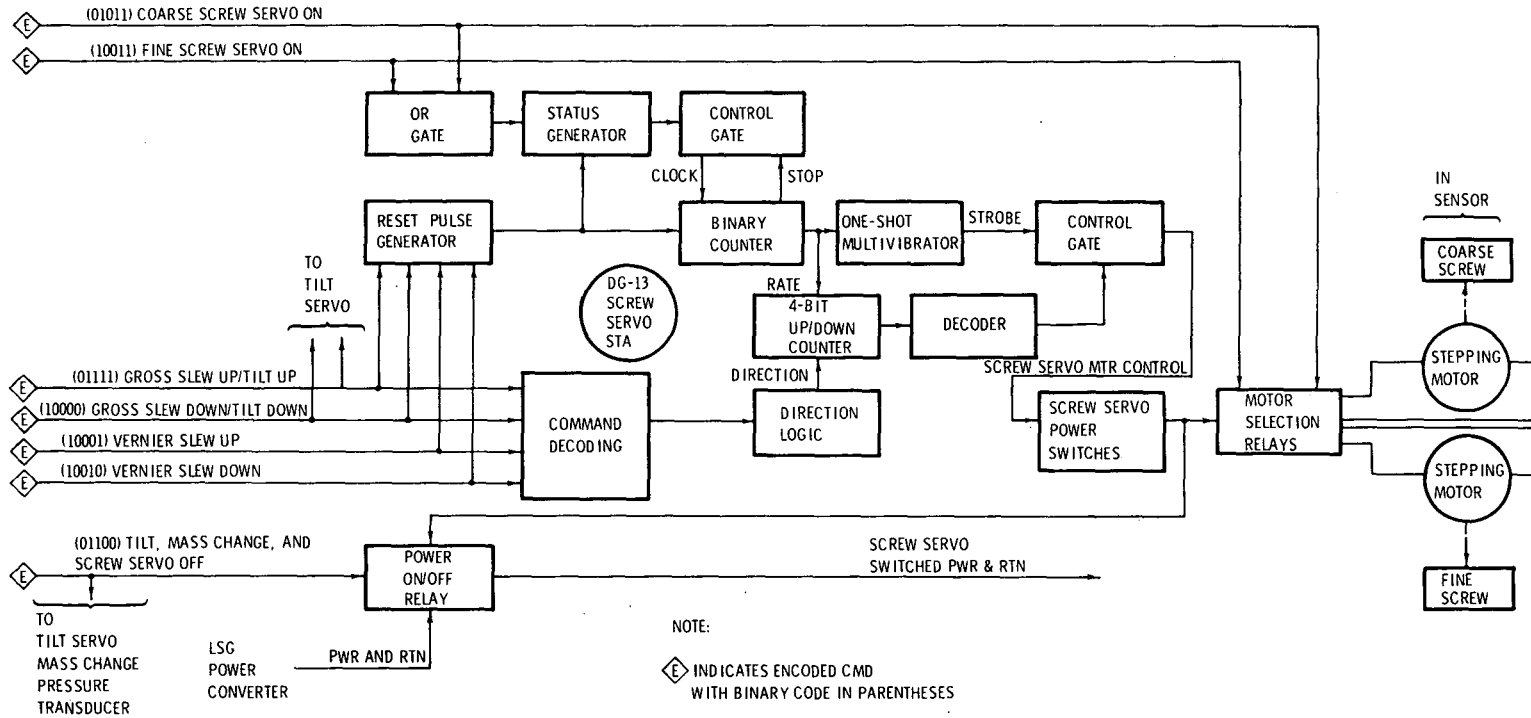 E (01011) COARSE SCREW SERVO ON
E (10011) FINE SCREW SERVO ON
OR
GATE
STATUS
GENERATOR
CONTROL
GATE
CLOCK
STOP
RESET PULSE
GENERATOR
BINARY
COUNTER
ONE-SHOT
MULTIVIBRATOR
STROBE
CONTROL
GATE
IN
SENSOR
COARSE
SCREW
TO
TILT
SERVO
DG-13
SCREW
SERVO
STA
RATE
4-BIT
UP/DOWN
COUNTER
DECODER
DIRECTION
SCREW SERVO MTR CONTROL
STEPPING
MOTOR
E (01111) GROSS SLEW UP/TILT UP
E (10000) GROSS SLEW DOWN/TILT DOWN
E (10001) VERNIER SLEW UP
E (10010) VERNIER SLEW DOWN
COMMAND
DECODING
DIRECTION
LOGIC
SCREW SERVO
POWER
SWITCHES
MOTOR
SELECTION
RELAYS
STEPPING
MOTOR
E (01100) TILT, MASS CHANGE, AND
SCREW SERVO OFF
POWER
ON/OFF
RELAY
SCREW SERVO
SWITCHED PWR & RTN
FINE
SCREW
TO
TILT SERVO
MASS CHANGE
PRESSURE
TRANSDUCER
LSG
POWER
CONVERTER
PWR AND RTN
NOTE:
E INDICATES ENCODED CMD
WITH BINARY CODE IN PARENTHESES